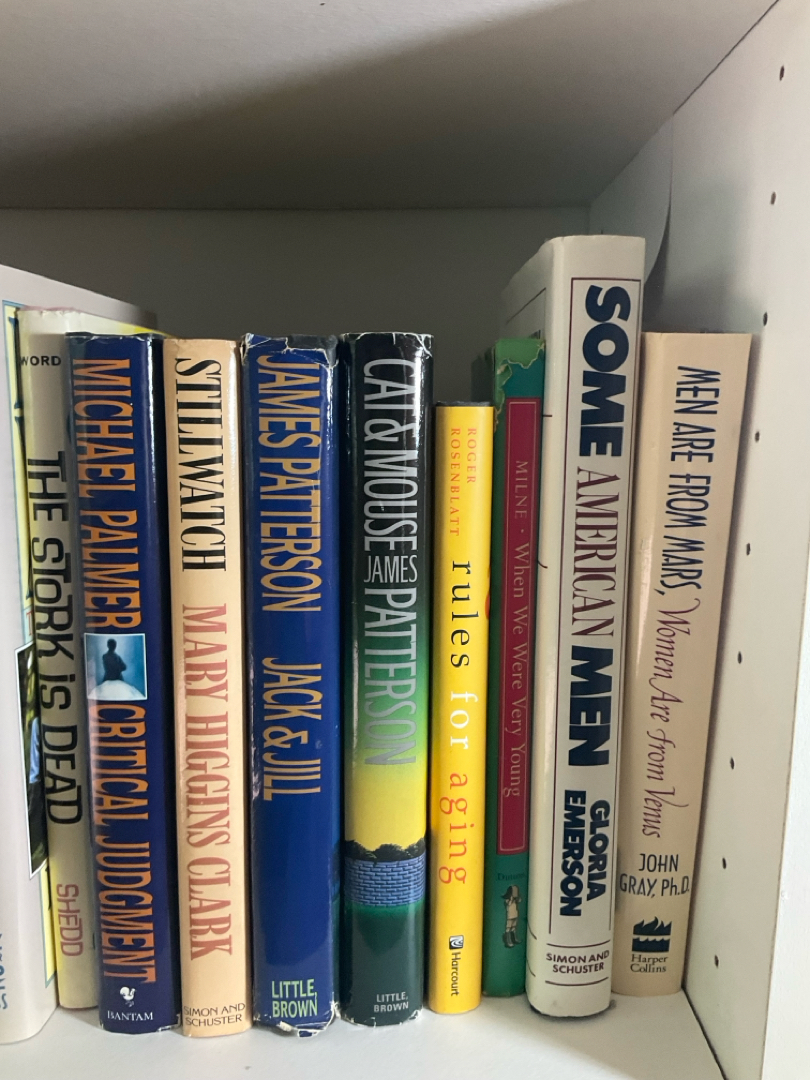 WORD
THE STORK is DEAD
SHEDD
MICHAEL PALMER
CRITICAL JUDGMENT
BANTAM
STILLWATCH
MARY HIGGINS CLARK
SIMON AND
SCHUSTER
JAMES PATTERSON
JACK & JILL
LITTLE,
BROWN
CAT & MOUSE
JAMES
PATTERSON
LITTLE,
BROWN
ROGER
ROSENBLATT
rules for aging
Harcourt
MILNE · When We Were Very Young
Dutton
SOME AMERICAN MEN
GLORIA
EMERSON
SIMON AND
SCHUSTER
MEN ARE FROM MARS, Women Are from Venus
JOHN
GRAY, Ph.D.
Harper
Collins